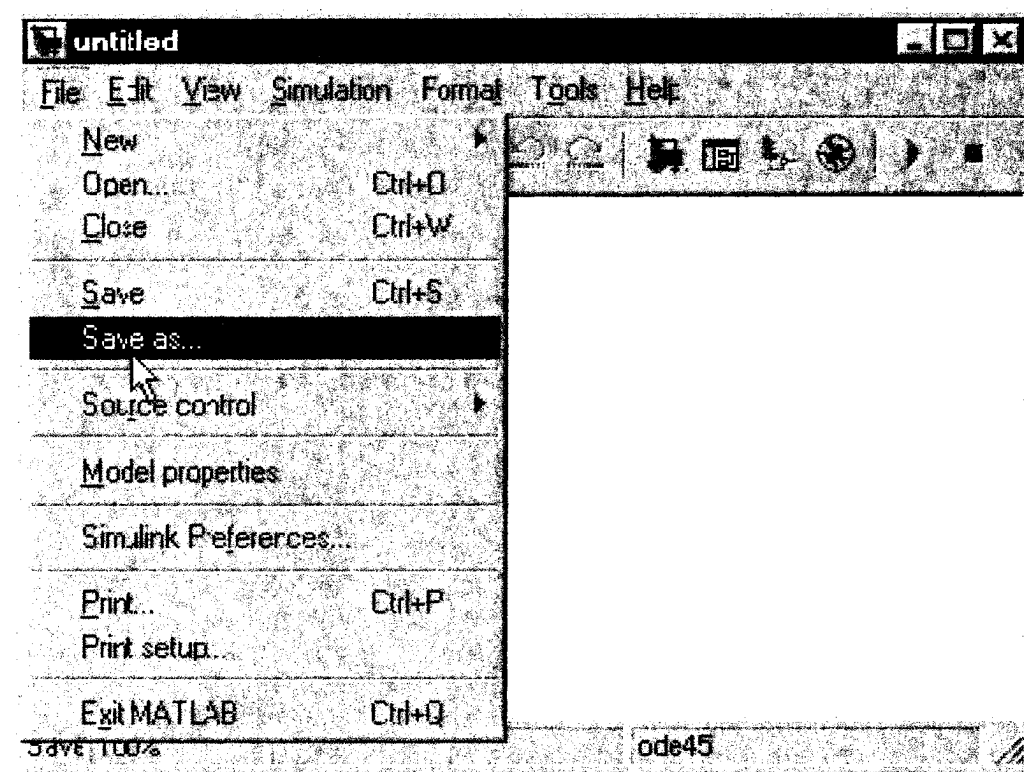 untitled
File Edit View Simulation Format Tools Help
New
Open... Ctrl+O
Close Ctrl+W
Save Ctrl+S
Save as...
Source control
Model properties
Simulink Preferences...
Print... Ctrl+P
Print setup...
Exit MATLAB Ctrl+Q
Save 100% ode45